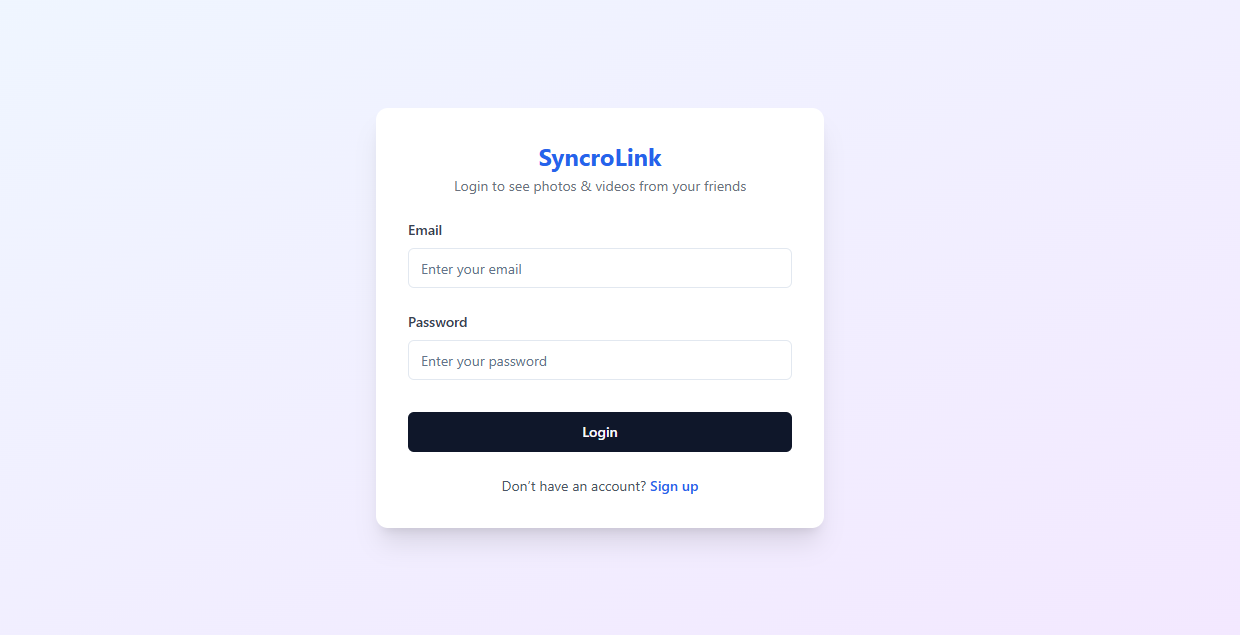 SyncroLink
Login to see photos & videos from your friends
Email
Enter your email
Password
Enter your password
Login
Don’t have an account? Sign up